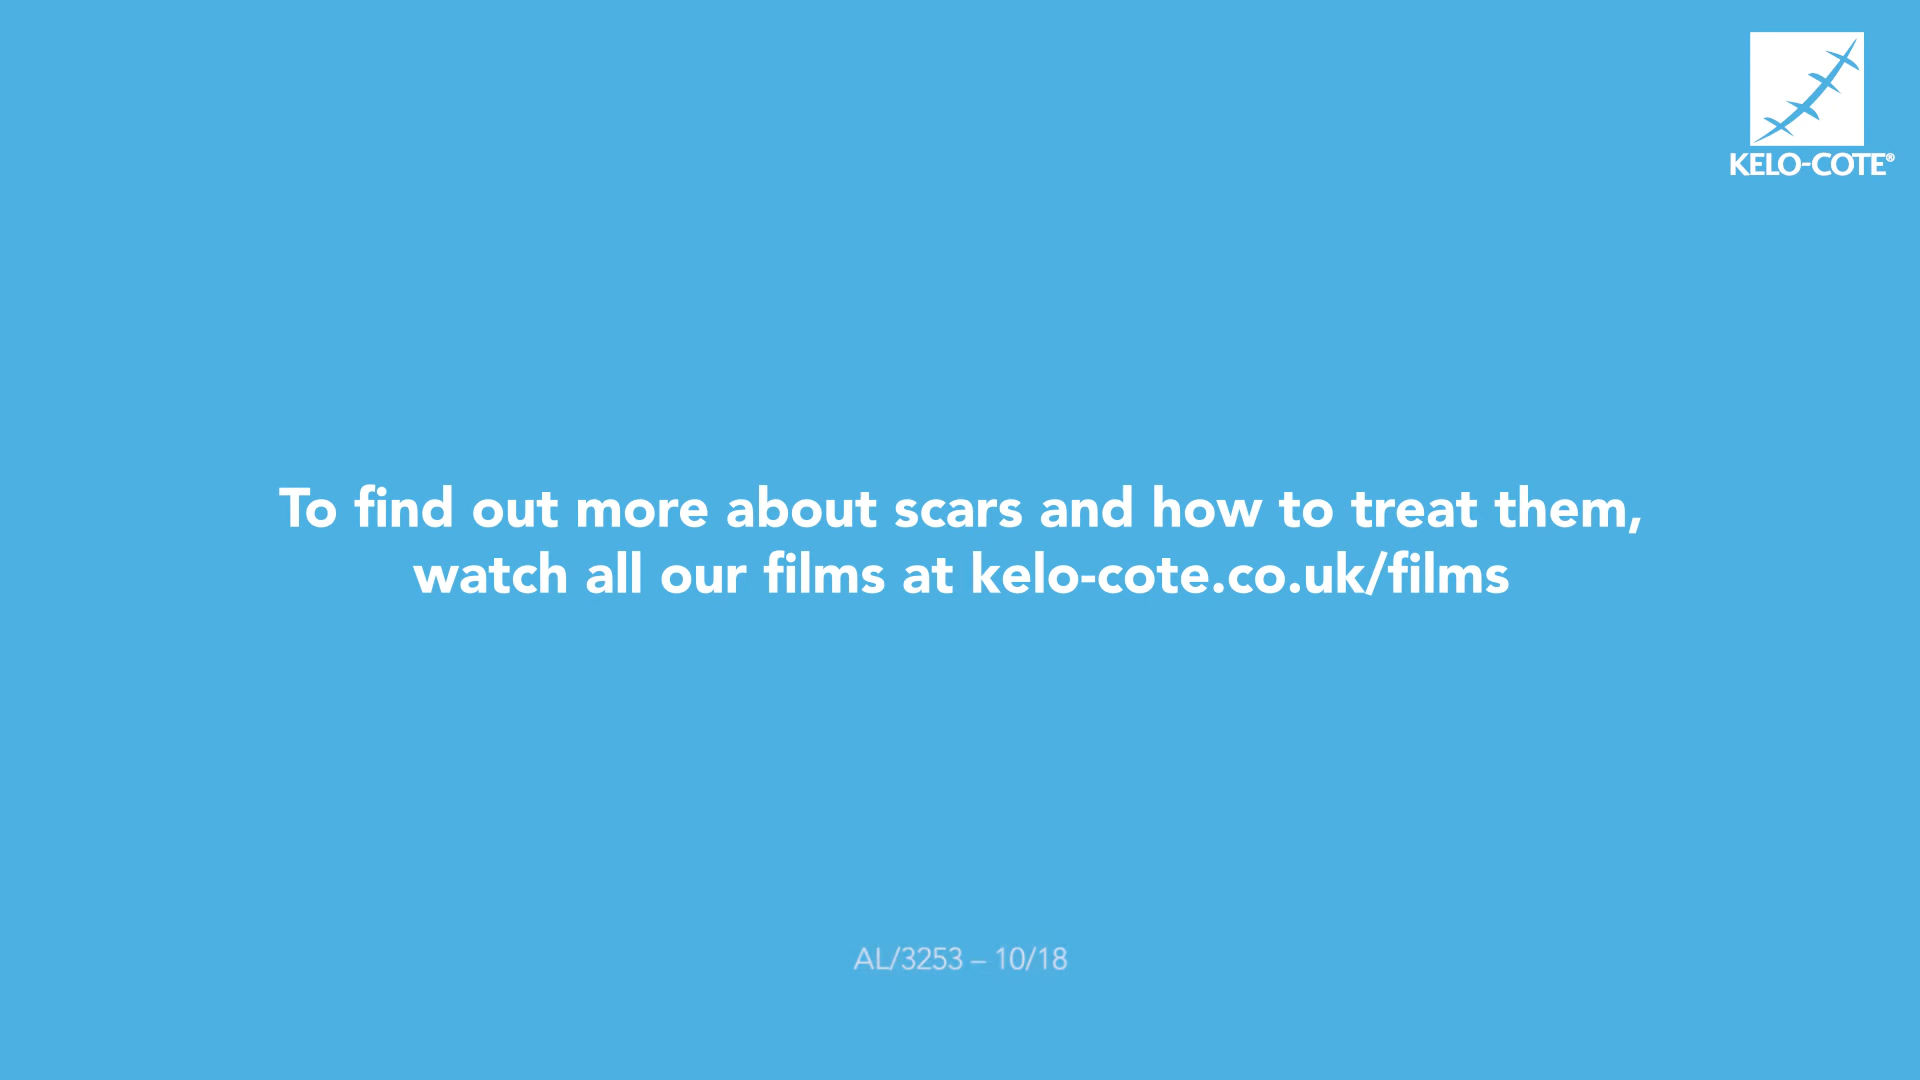 KELO-COTE®
To find out more about scars and how to treat them,
watch all our films at kelo-cote.co.uk/films
AL/3253 – 10/18